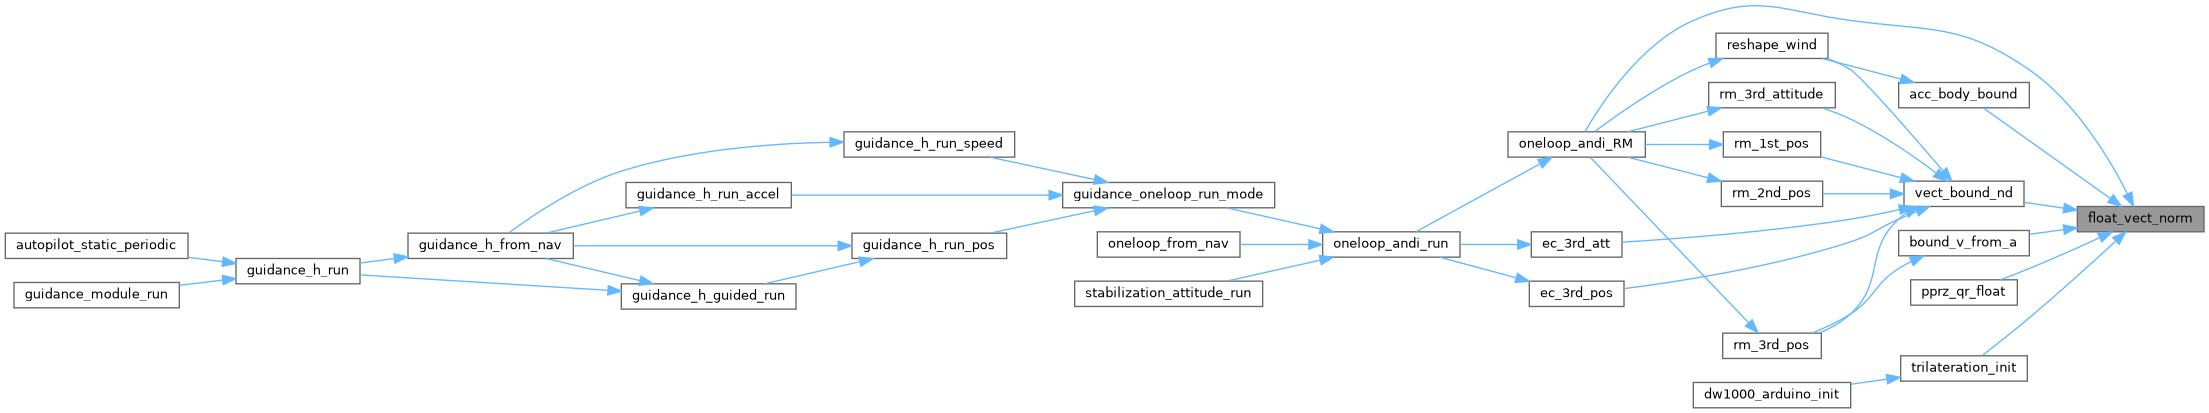 reshape_wind
rm_3rd_attitude
acc_body_bound
guidance_h_run_speed
oneloop_andi_RM
rm_1st_pos
guidance_h_run_accel
guidance_oneloop_run_mode
rm_2nd_pos
vect_bound_nd
float_vect_norm
autopilot_static_periodic
guidance_h_from_nav
guidance_h_run_pos
oneloop_from_nav
oneloop_andi_run
ec_3rd_att
bound_v_from_a
guidance_h_run
guidance_module_run
guidance_h_guided_run
stabilization_attitude_run
ec_3rd_pos
pprz_qr_float
rm_3rd_pos
trilateration_init
dw1000_arduino_init